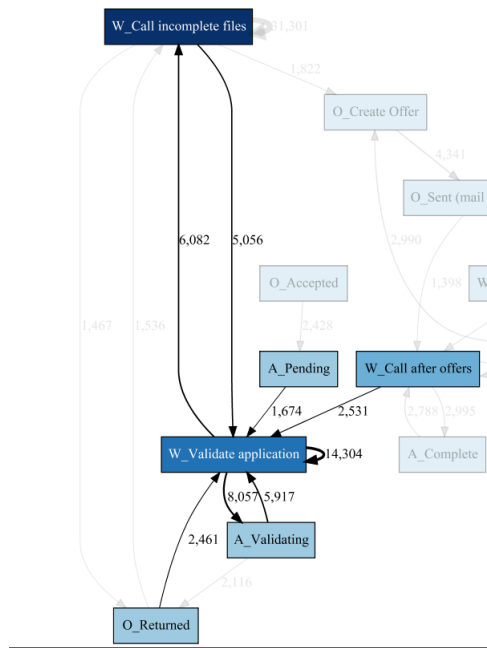 W_Call incomplete files
31,301
1,822
O_Create Offer
4,341
O_Sent (mail
6,082
5,056
2,990
1,467
1,536
1,398
O_Accepted
W
2,428
A_Pending
W_Call after offers
1,674
2,531
2,788
2,995
W_Validate application
14,304
A_Complete
8,057
5,917
2,461
A_Validating
2,116
O_Returned